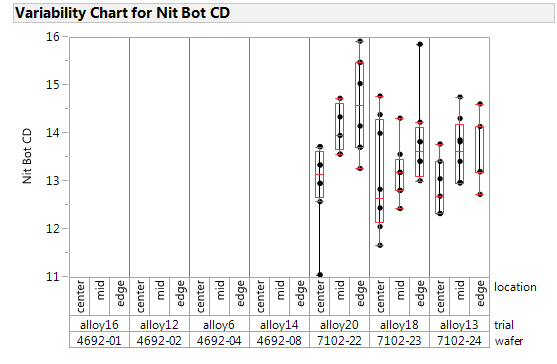 Variability Chart for Nit Bot CD
16
15
14
13
12
11
Nit Bot CD
center mid edge center mid edge center mid edge center mid edge center mid edge center mid edge center mid edge location
alloy16 alloy12 alloy6 alloy14 alloy20 alloy18 alloy13 trial
4692-01 4692-02 4692-04 4692-08 7102-22 7102-23 7102-24 wafer